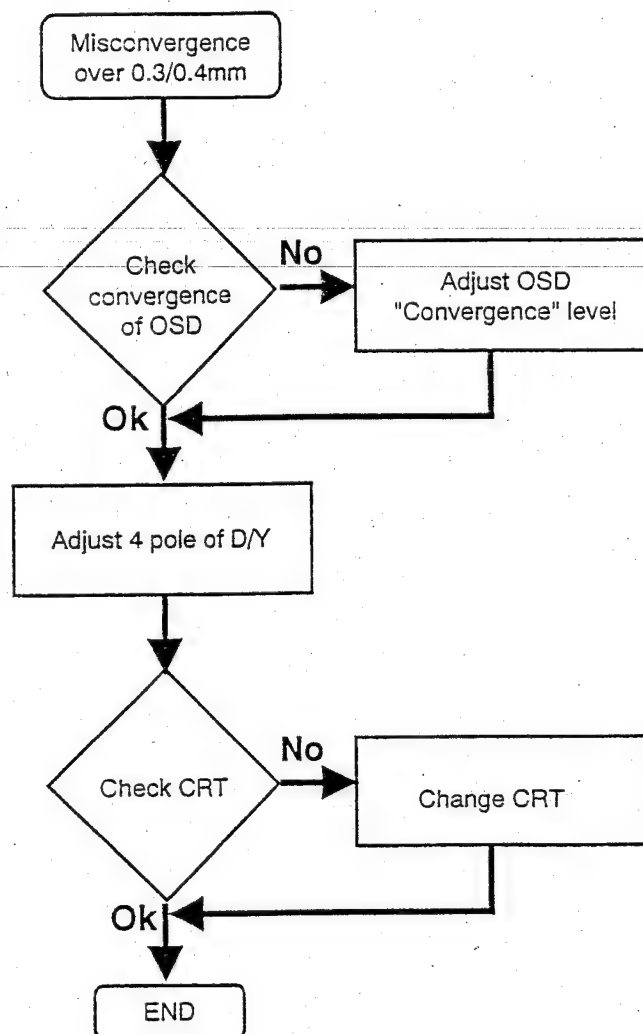 Misconvergence
over 0.3/0.4mm
Check
convergence
of OSD
No
Adjust OSD
"Convergence" level
Ok
Adjust 4 pole of D/Y
Check CRT
No
Change CRT
Ok
END